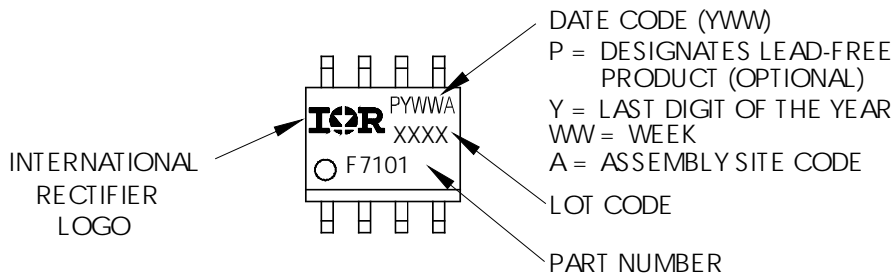 DATE CODE (YWW)
P = DESIGNATES LEAD-FREE
PRODUCT (OPTIONAL)
Y = LAST DIGIT OF THE YEAR
WW = WEEK
A = ASSEMBLY SITE CODE
LOT CODE
PART NUMBER
INTERNATIONAL
RECTIFIER
LOGO
IOR
PYWWA
XXXX
F7101